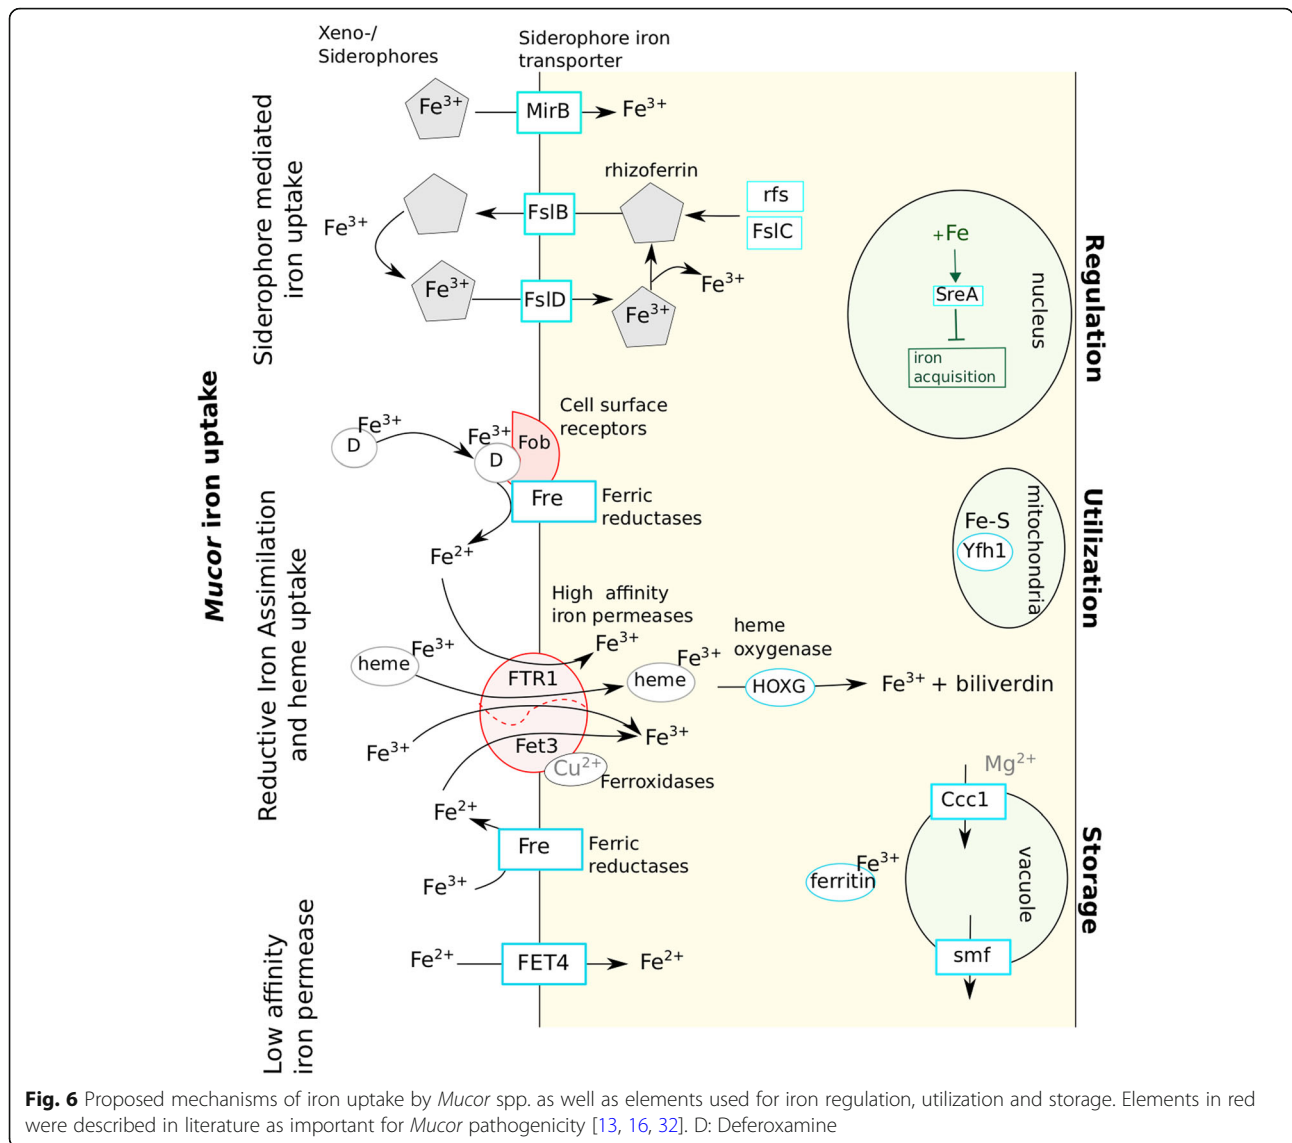 Xeno-/
Siderophores
Siderophore iron
transporter
Fe3+
MirB
Fe3+
Siderophore mediated
iron uptake
rhizoferrin
rfs
FslC
FslB
Fe3+
Fe3+
FslD
Fe3+
Fe3+
+Fe
SreA
iron
acquisition
nucleus
Regulation
Mucor iron uptake
Reductive Iron Assimilation
and heme uptake
Fe3+
D
Fe3+
D
Fob
Cell surface
receptors
Fre
Ferric
reductases
Fe2+
Fe-S
Yfh1
mitochondria
Utilization
High affinity
iron permeases
Fe3+
heme
Fe3+
FTR1
heme
Fe3+
heme
oxygenase
HOXG
Fe3+ + biliverdin
Fe3+
Fet3
Fe3+
Cu2+
Ferroxidases
Fe2+
Fre
Ferric
reductases
Fe3+
Mg2+
Ccc1
vacuole
Fe3+
ferritin
smf
Storage
Low affinity
iron permease
Fe2+
FET4
Fe2+
Fig. 6 Proposed mechanisms of iron uptake by Mucor spp. as well as elements used for iron regulation, utilization and storage. Elements in red
were described in literature as important for Mucor pathogenicity [13, 16, 32]. D: Deferoxamine